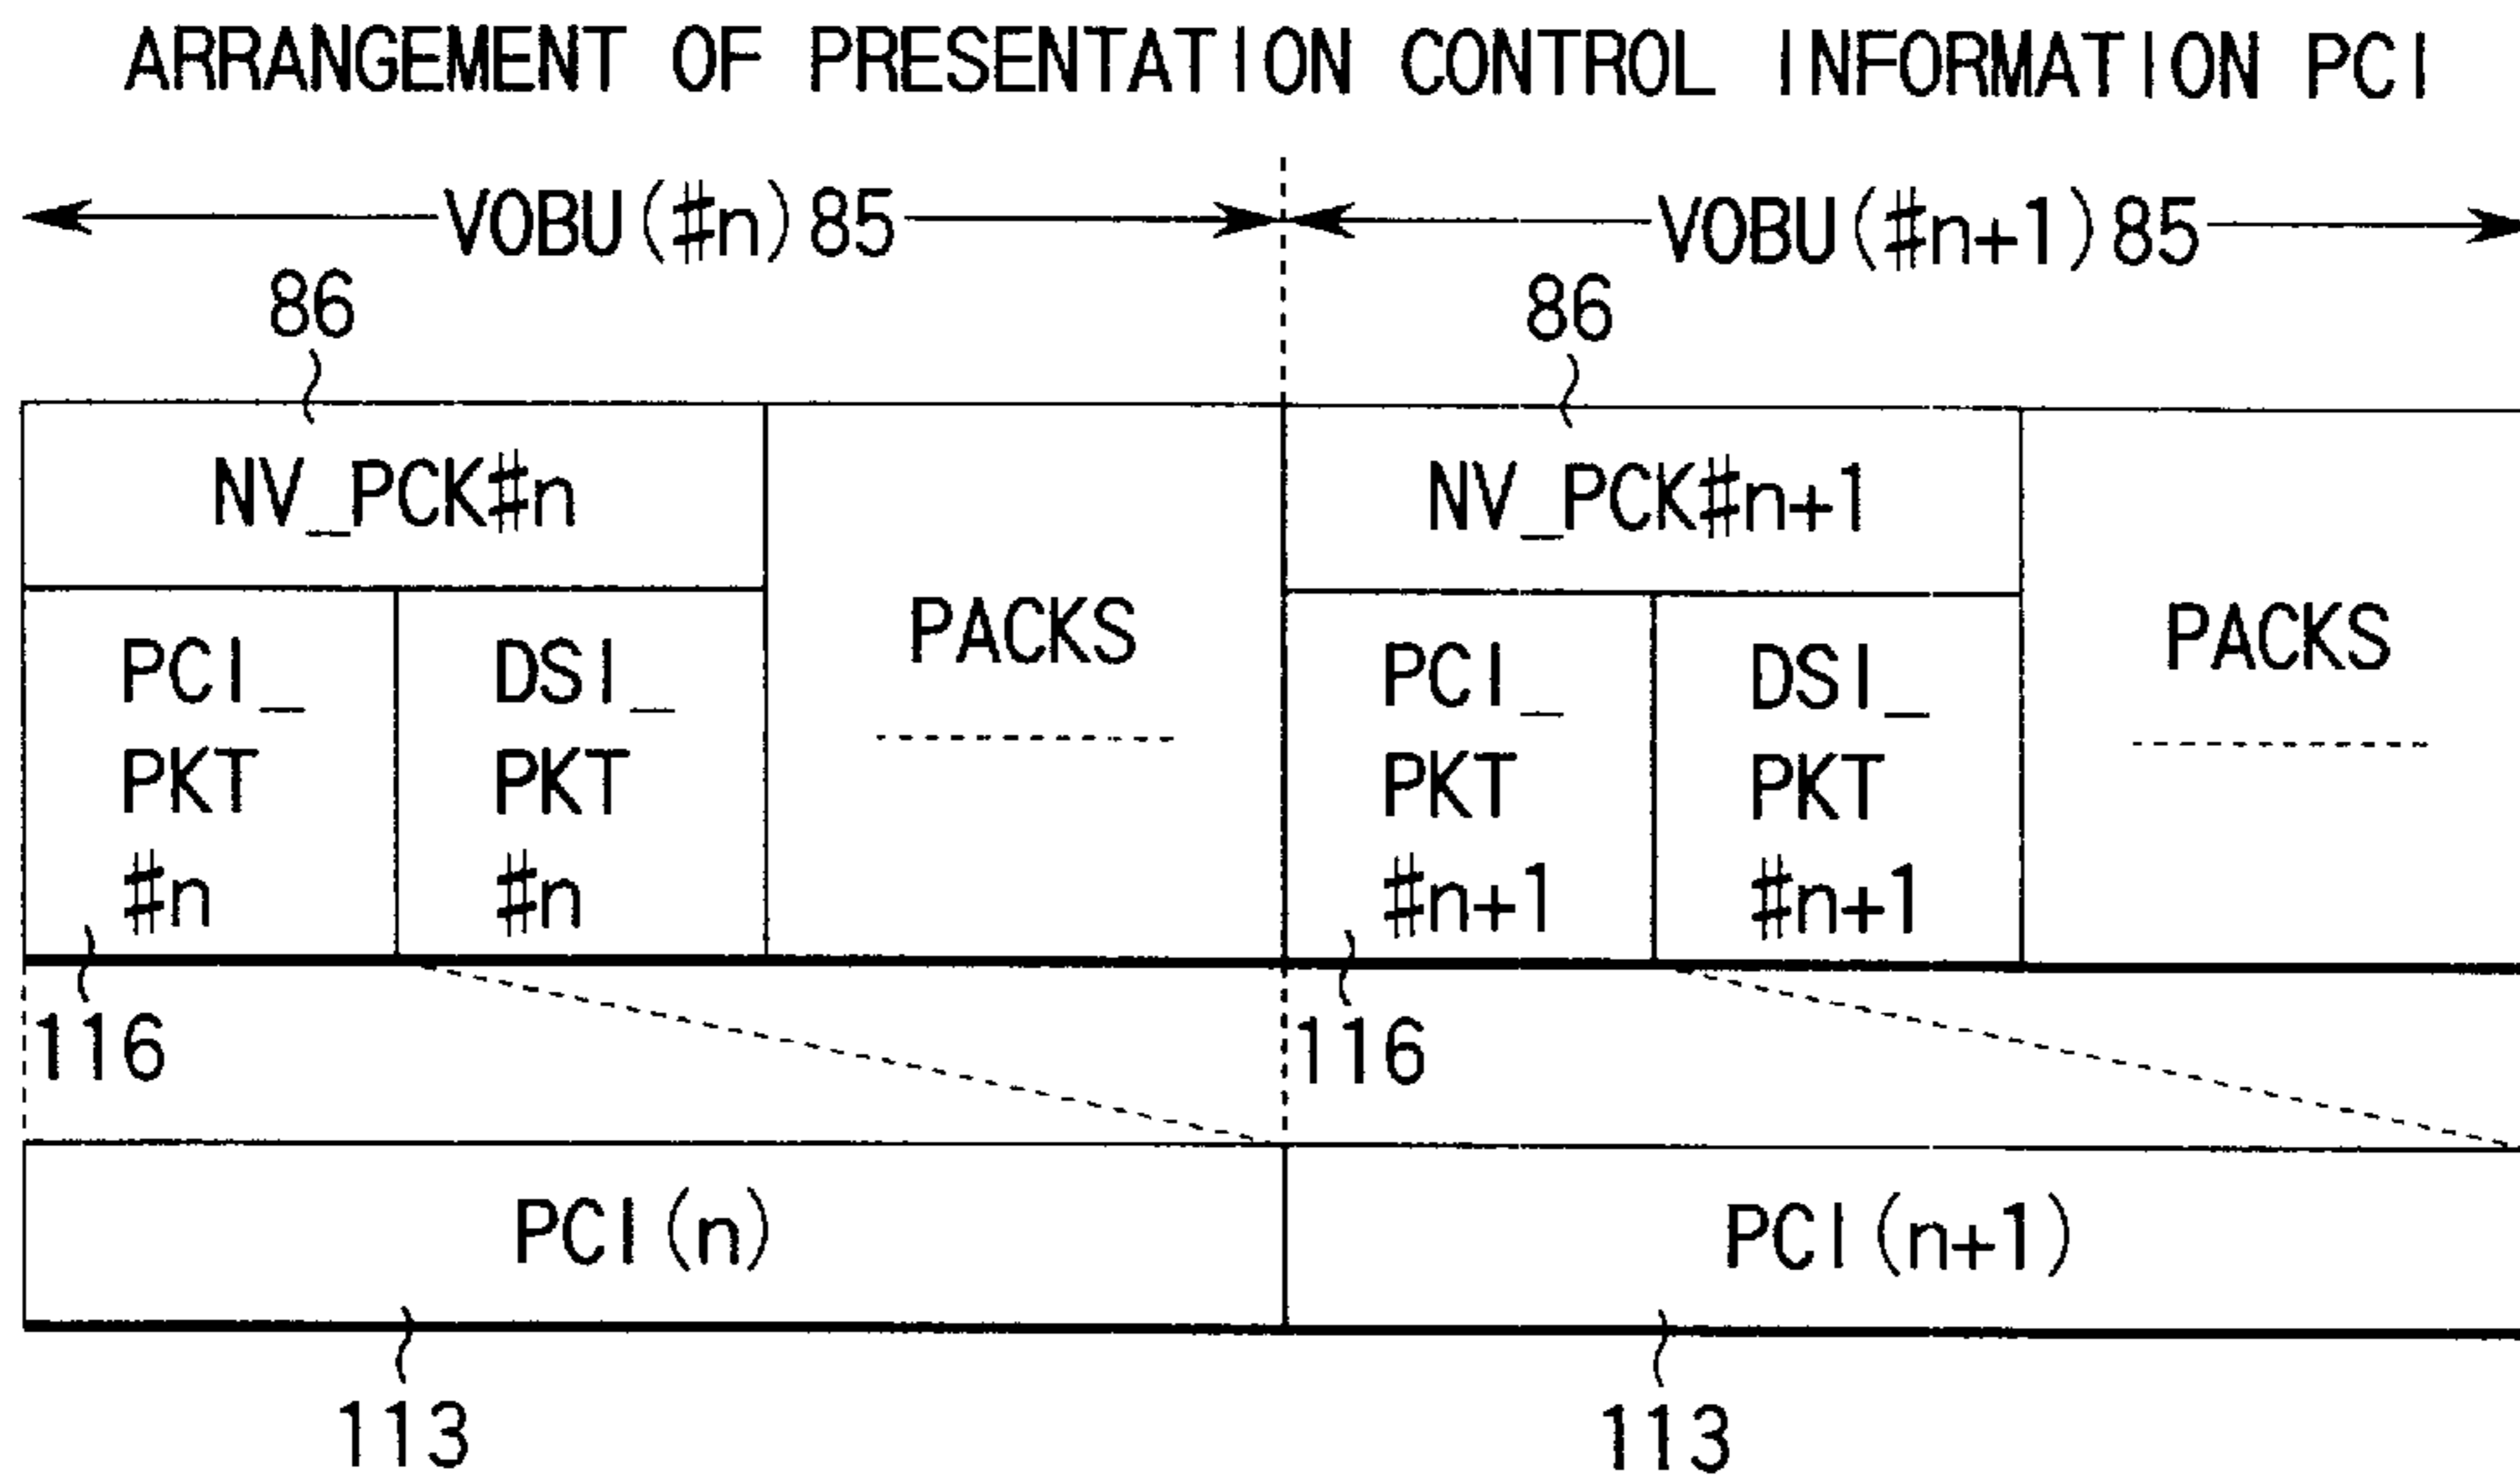 ARRANGEMENT OF PRESENTATION CONTROL INFORMATION PCI
VOBU(#n)85
VOBU(#n+1)85
86
86
NV_PCK#n
NV_PCK#n+1
PCI_
PKT
#n
DSI_
PKT
#n
PACKS
PCI_
PKT
#n+1
DSI_
PKT
#n+1
PACKS
116
116
PCI(n)
PCI(n+1)
113
113